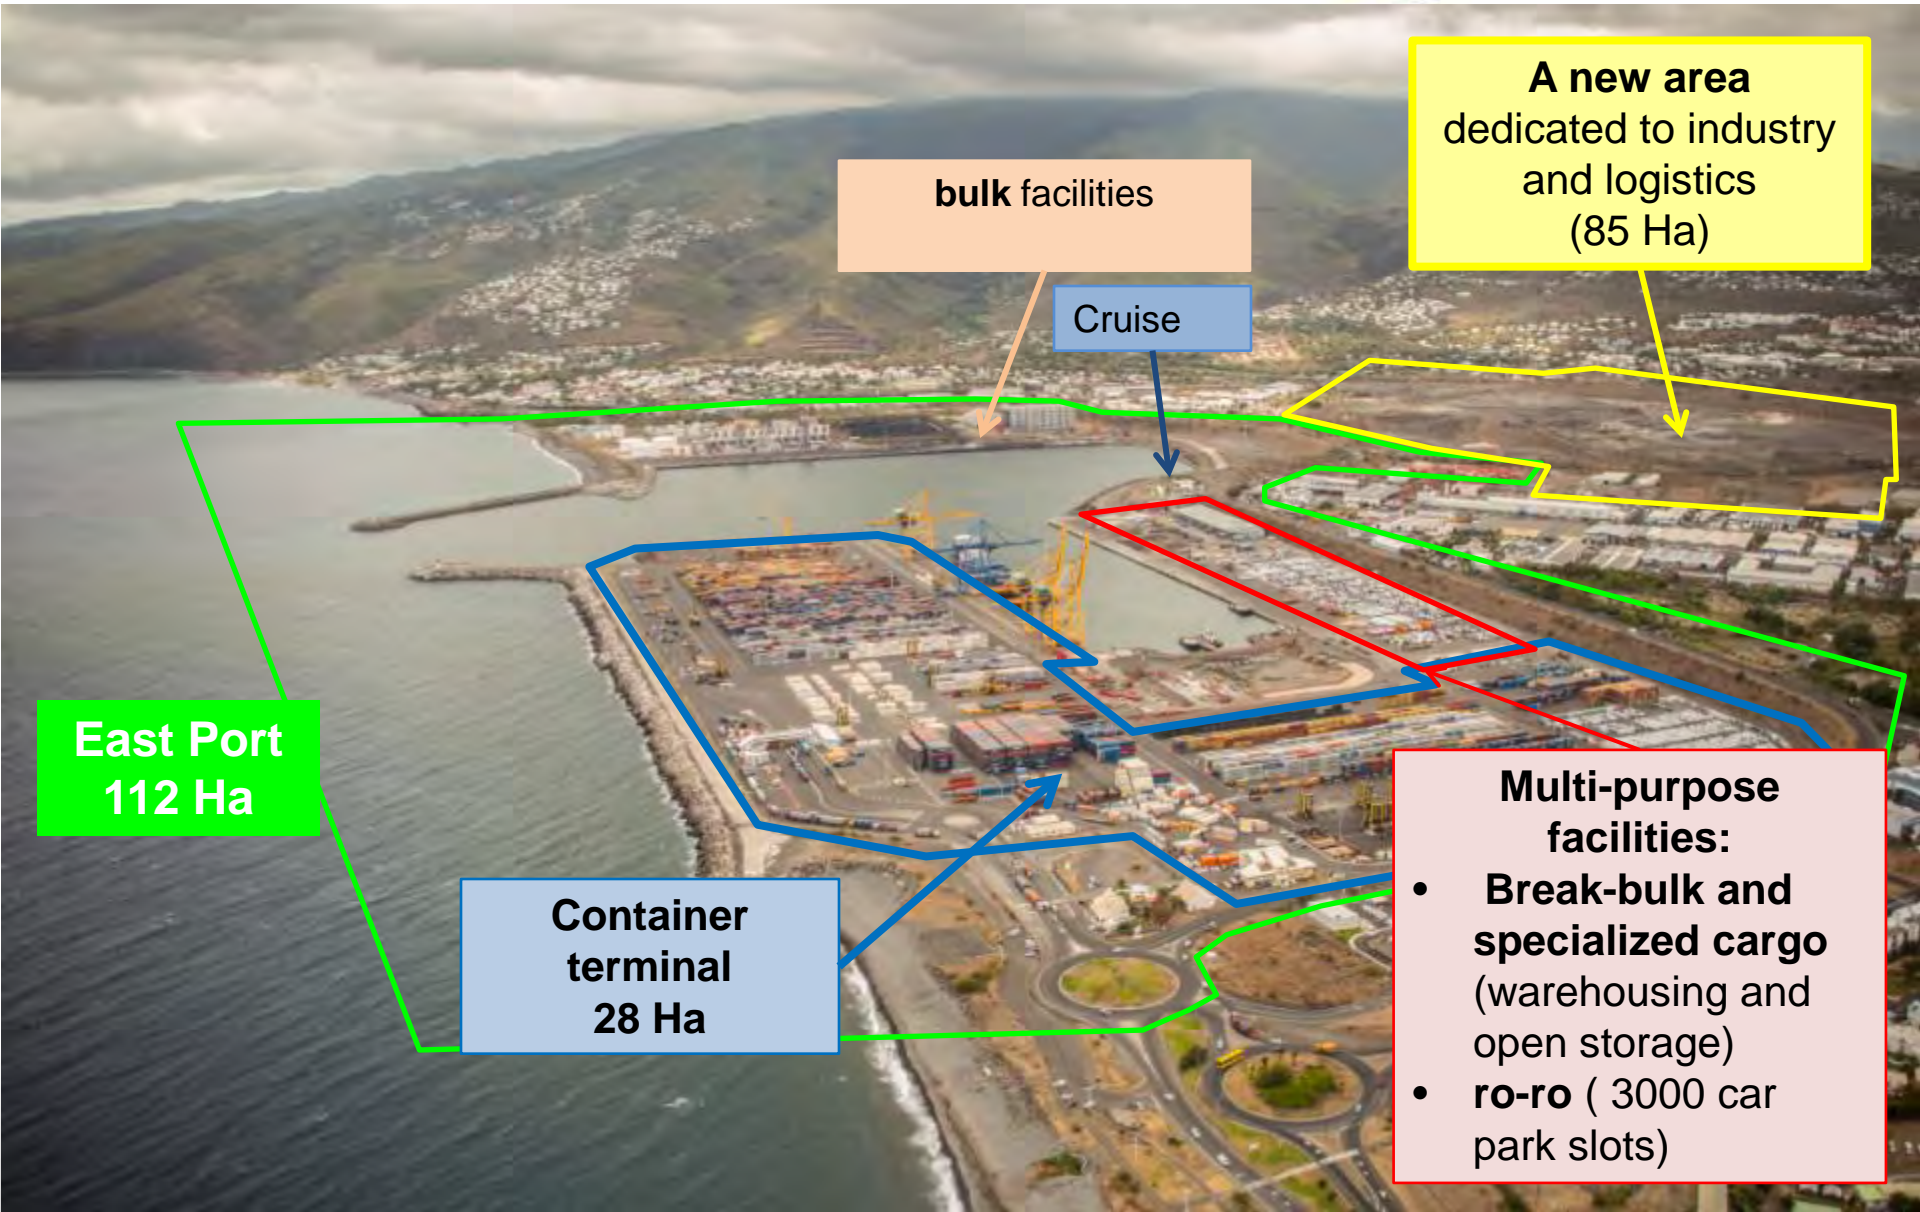 A new area
dedicated to industry
and logistics
(85 Ha)
bulk facilities
Cruise
East Port
112 Ha
Container
terminal
28 Ha
Multi-purpose
facilities:
• Break-bulk and
specialized cargo
(warehousing and
open storage)
• ro-ro ( 3000 car
park slots)